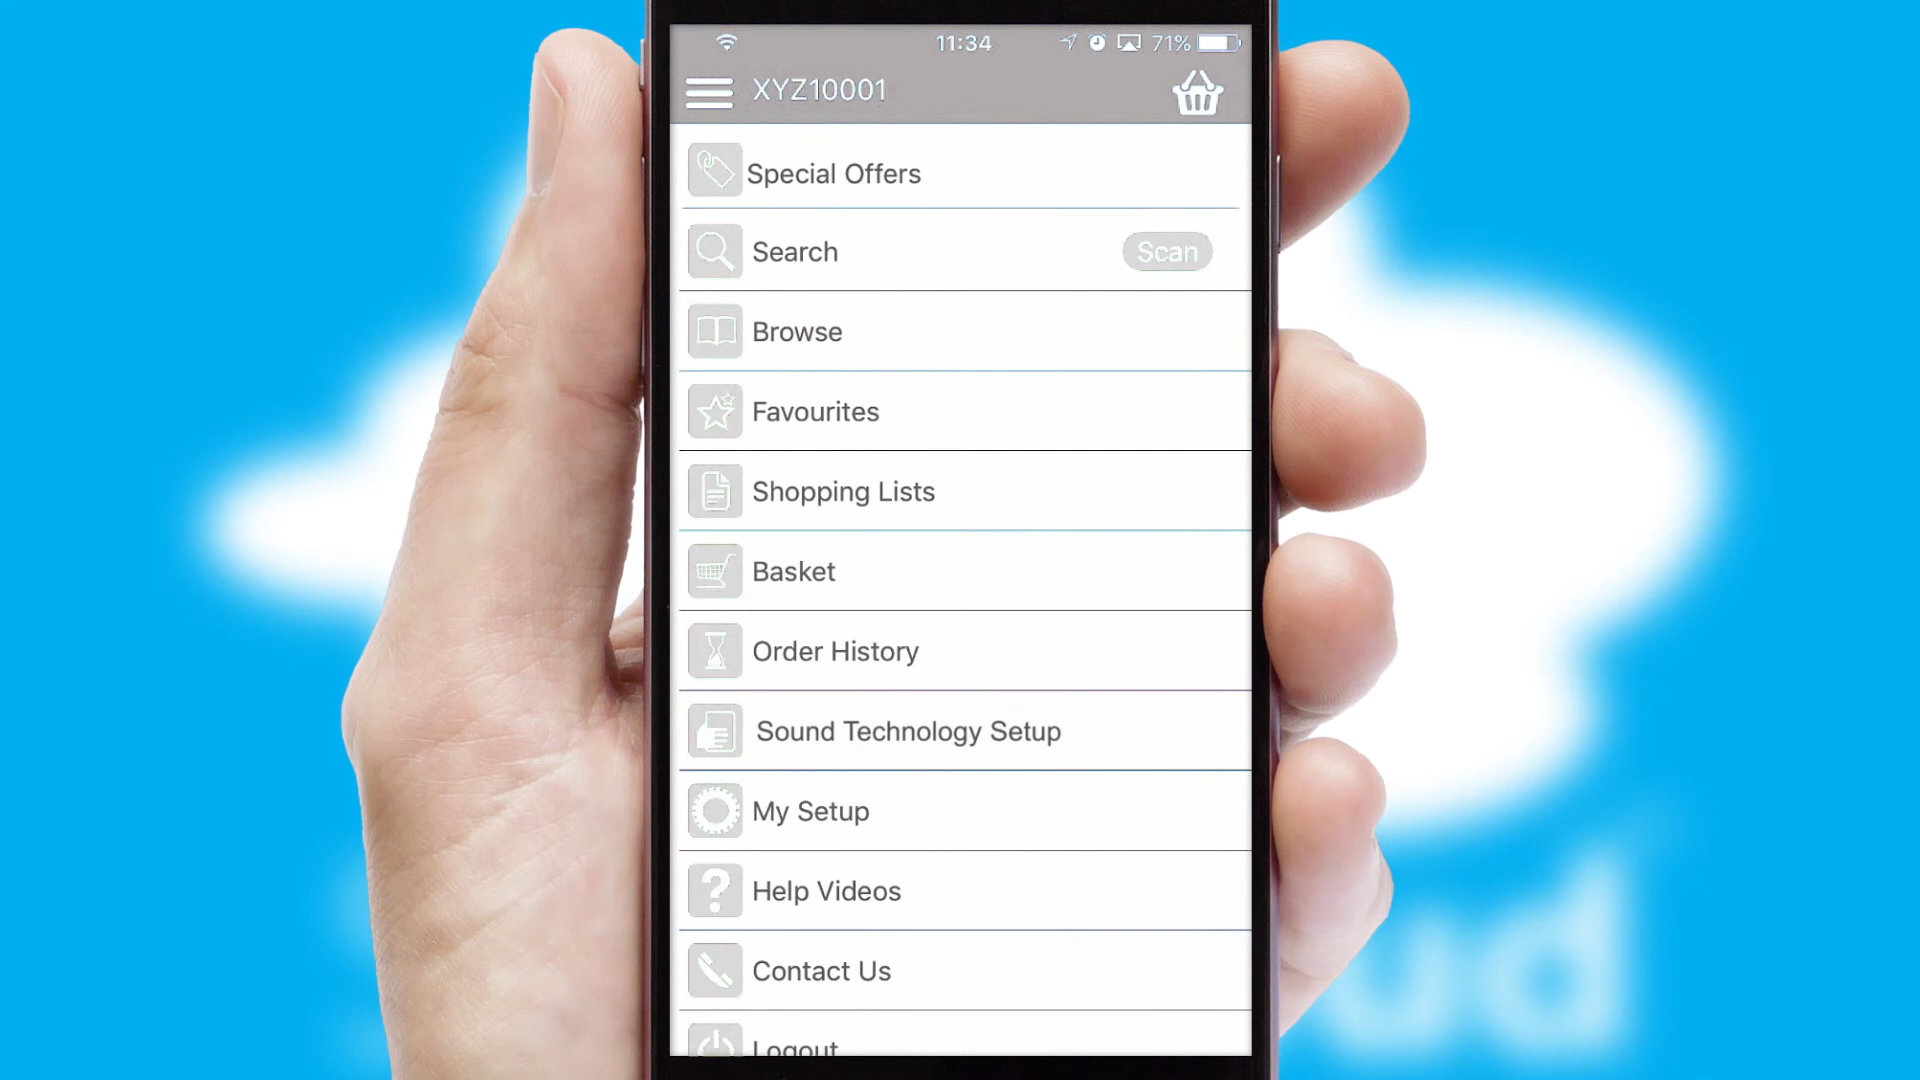 11:34 71%
XYZ10001
Special Offers
Search Scan
Browse
Favourites
Shopping Lists
Basket
Order History
Sound Technology Setup
My Setup
Help Videos
Contact Us
Logout